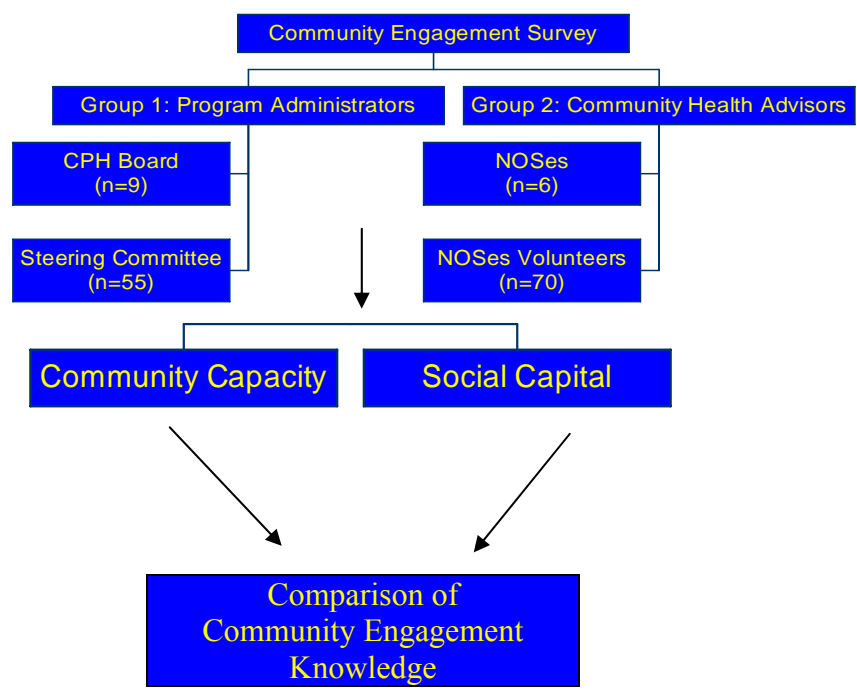 Community Engagement Survey
Group 1: Program Administrators
Group 2: Community Health Advisors
CPH Board
(n=9)
NOSes
(n=6)
Steering Committee
(n=55)
NOSes Volunteers
(n=70)
Community Capacity
Social Capital
Comparison of
Community Engagement
Knowledge